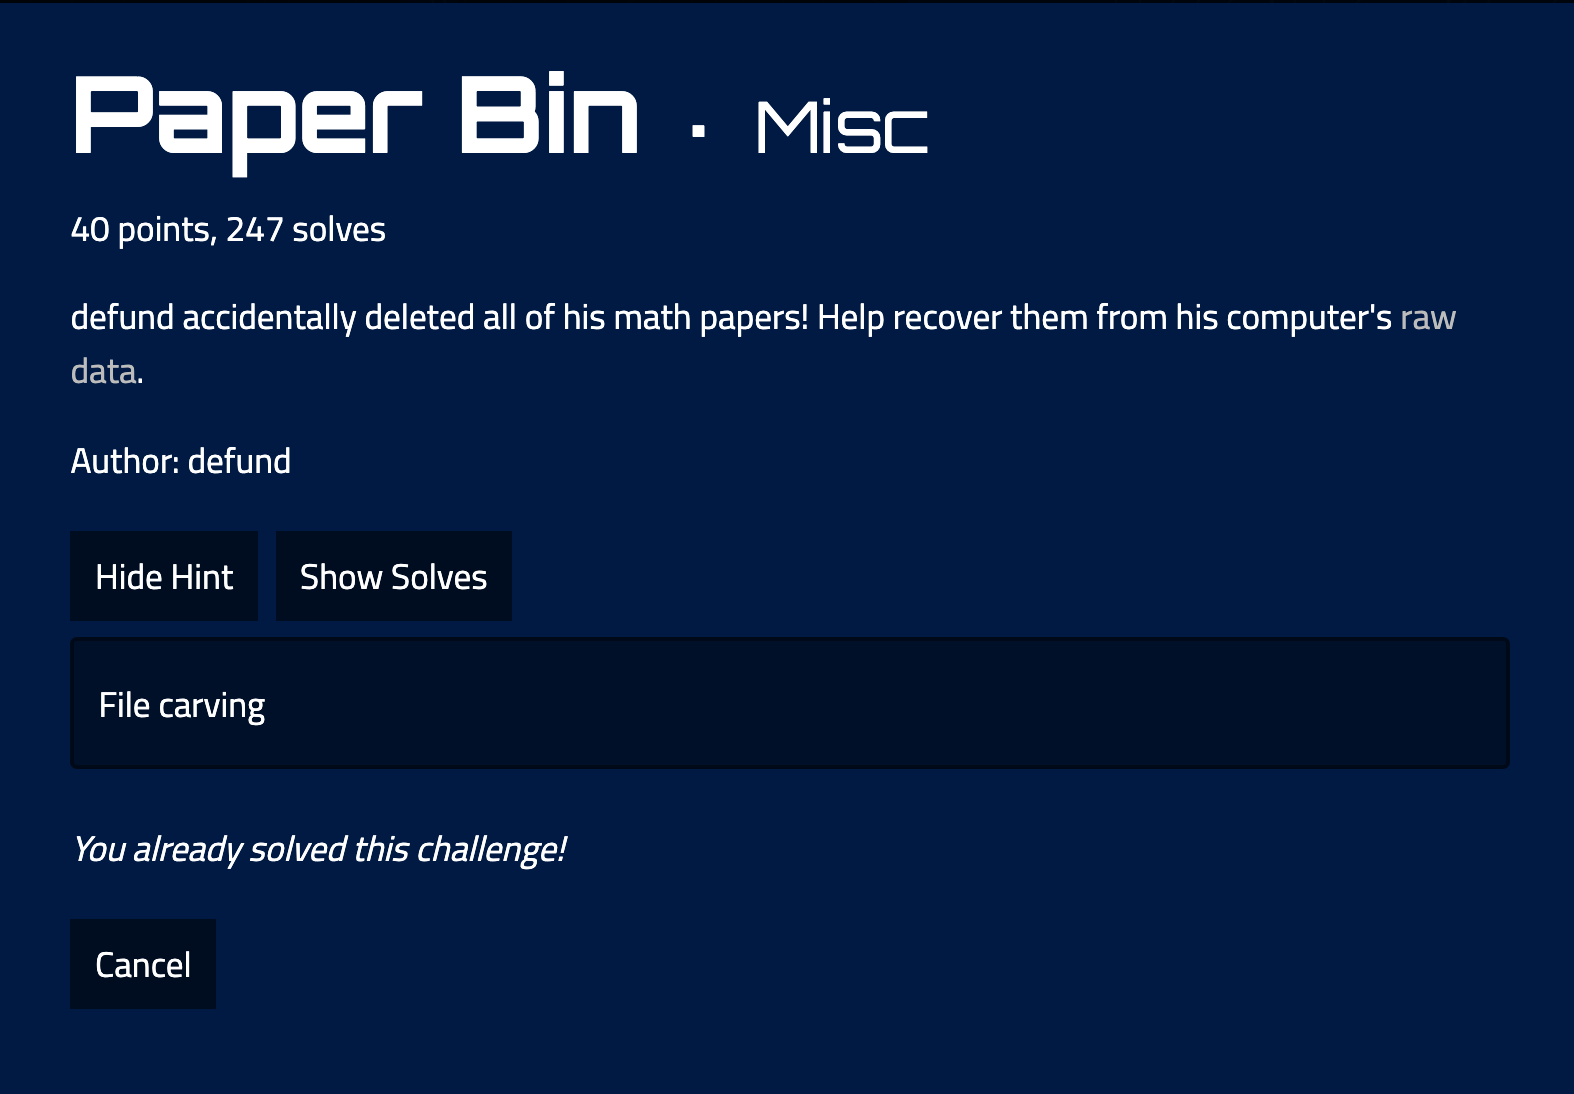 Paper Bin · Misc
40 points, 247 solves
defund accidentally deleted all of his math papers! Help recover them from his computer's raw
data.
Author: defund
Hide Hint Show Solves
File carving
You already solved this challenge!
Cancel